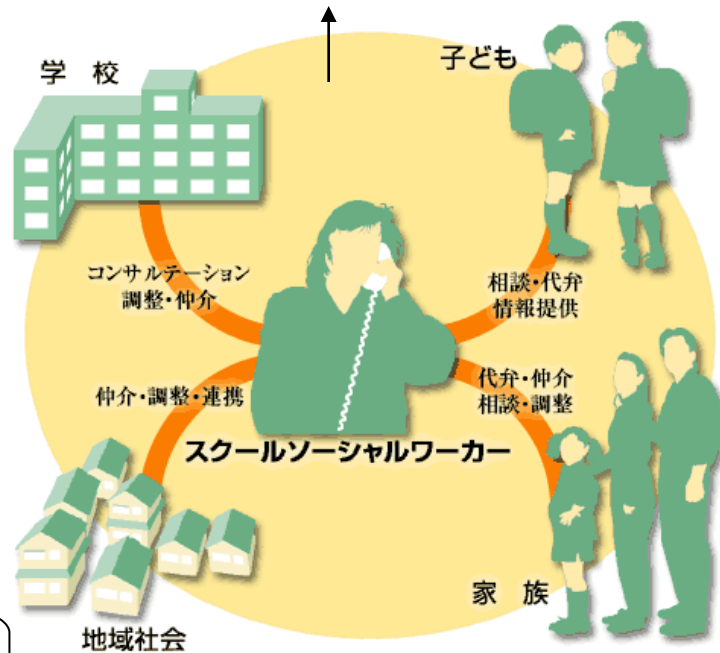 学 校
子ども
コンサルテーション
調整・仲介
相談・代弁
情報提供
仲介・調整・連携
代弁・仲介
相談・調整
スクールソーシャルワーカー
家 族
地域社会